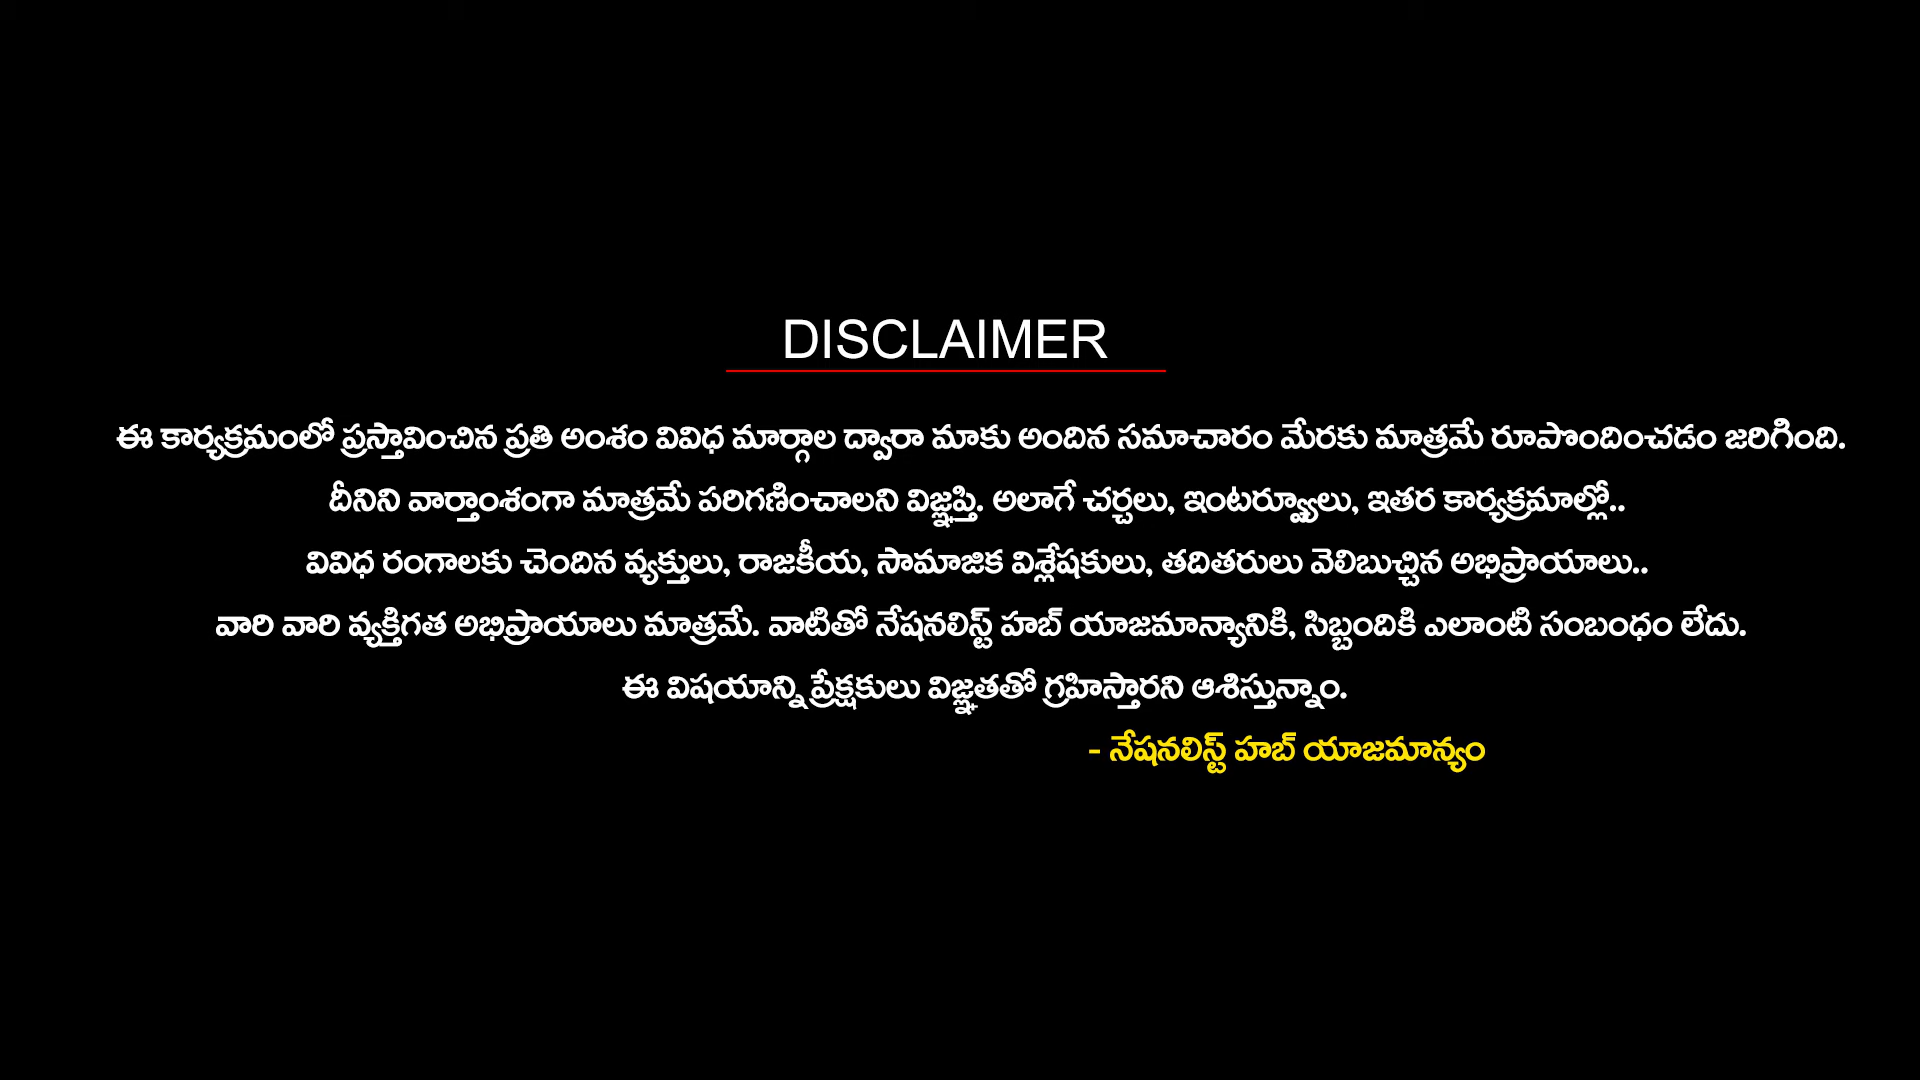 DISCLAIMER
ఈ కార్యక్రమంలో ప్రస్తావించిన ప్రతి అంశం వివిధ మార్గాల ద్వారా మాకు అందిన సమాచారం మేరకు మాత్రమే రూపొందించడం జరిగింది.
దీనిని వార్తాంశంగా మాత్రమే పరిగణించాలని విజ్ఞప్తి. అలాగే చర్చలు, ఇంటర్వ్యూలు, ఇతర కార్యక్రమాల్లో..
వివిధ రంగాలకు చెందిన వ్యక్తులు, రాజకీయ, సామాజిక విశ్లేషకులు, తదితరులు వెలిబుచ్చిన అభిప్రాయాలు..
వారి వారి వ్యక్తిగత అభిప్రాయాలు మాత్రమే. వాటితో నేషనలిస్ట్ హబ్ యాజమాన్యానికి, సిబ్బందికి ఎలాంటి సంబంధం లేదు.
ఈ విషయాన్ని ప్రేక్షకులు విజ్ఞతతో గ్రహిస్తారని ఆశిస్తున్నాం.
- నేషనలిస్ట్ హబ్ యాజమాన్యం